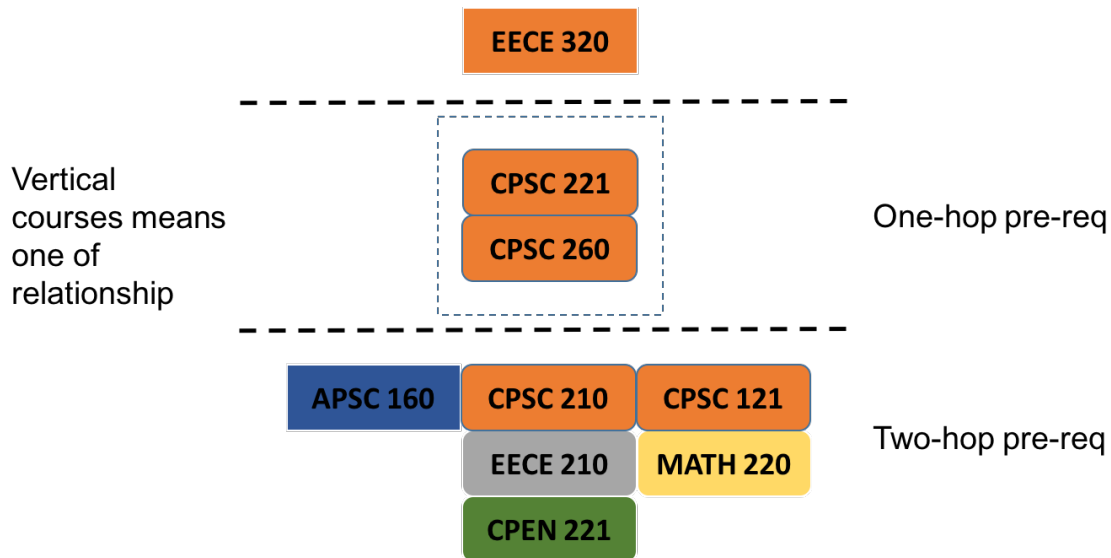 EECE 320
Vertical
courses means
one of
relationship
CPSC 221
CPSC 260
One-hop pre-req
APSC 160 CPSC 210 CPSC 121
EECE 210 MATH 220
CPEN 221
Two-hop pre-req